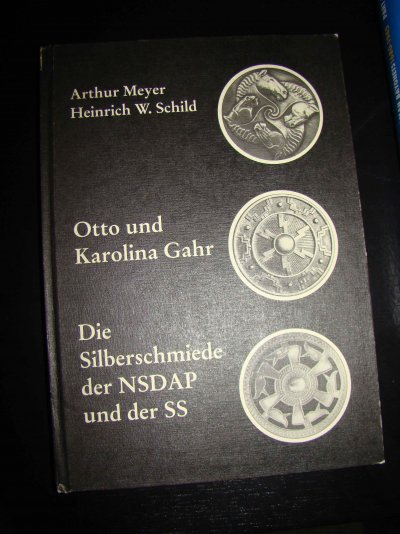 Arthur Meyer
Heinrich W. Schild
Otto und
Karolina Gahr
Die
Silberschmiede
der NSDAP
und der SS